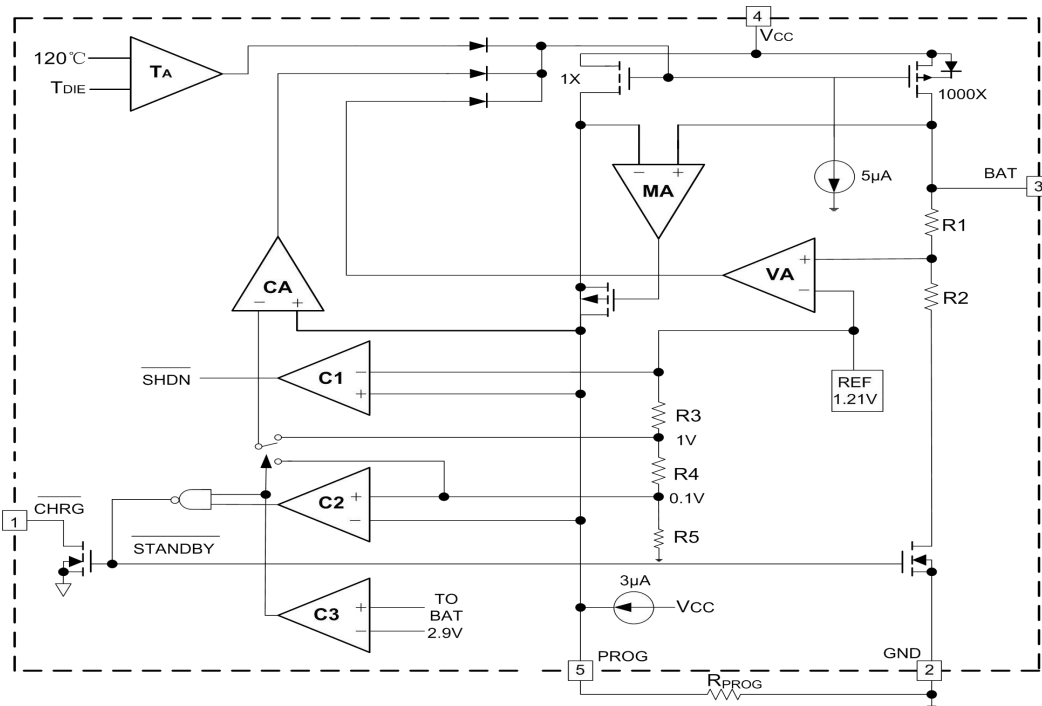 4
VCC
120℃
TDIE
TA
1X
1000X
− +
MA
5μA
BAT
3
R1
+
VA
−
R2
CA
− +
SHDN
C1
−
+
REF
1.21V
R3
1V
R4
0.1V
R5
C2
+
−
CHRG
1
STANDBY
C3
+
−
TO
BAT
2.9V
3μA
VCC
PROG
5
GND
2
RPROG